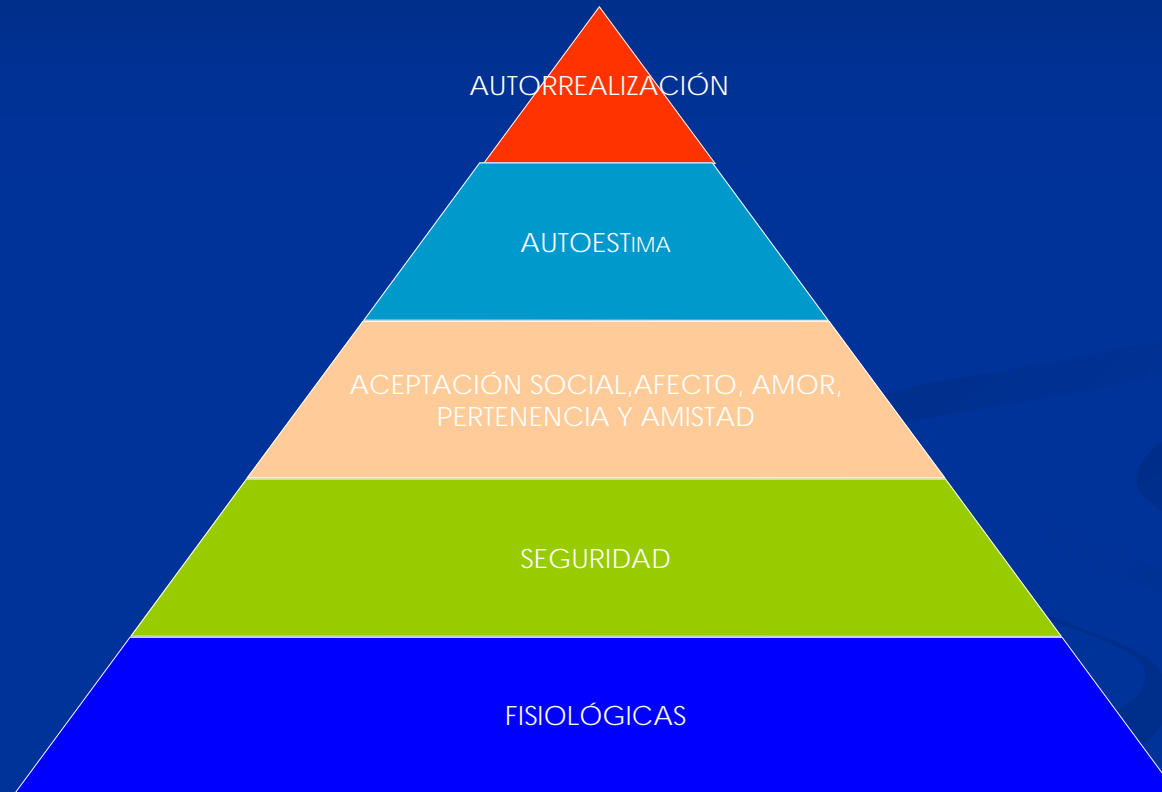 AUTORREALIZACIÓN
AUTOESTiMA
ACEPTACIÓN SOCIAL,AFECTO, AMOR,
PERTENENCIA Y AMISTAD
SEGURIDAD
FISIOLÓGICAS